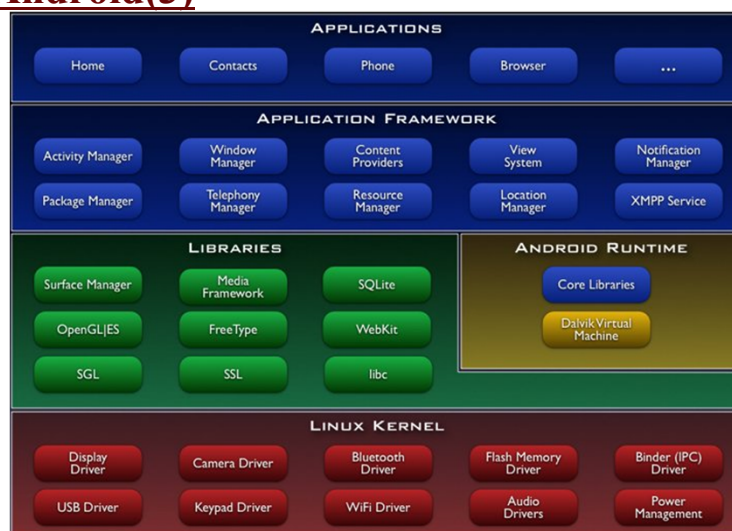 Android(3)
APPLICATIONS
Home
Contacts
Phone
Browser
...
APPLICATION FRAMEWORK
Activity Manager
Window
Manager
Content
Providers
View
System
Notification
Manager
Package Manager
Telephony
Manager
Resource
Manager
Location
Manager
XMPP Service
LIBRARIES
Surface Manager
Media
Framework
SQLite
OpenGL|ES
FreeType
WebKit
SGL
SSL
libc
ANDROID RUNTIME
Core Libraries
Dalvik Virtual
Machine
LINUX KERNEL
Display
Driver
Camera Driver
Bluetooth
Driver
Flash Memory
Driver
Binder (IPC)
Driver
USB Driver
Keypad Driver
WiFi Driver
Audio
Drivers
Power
Management